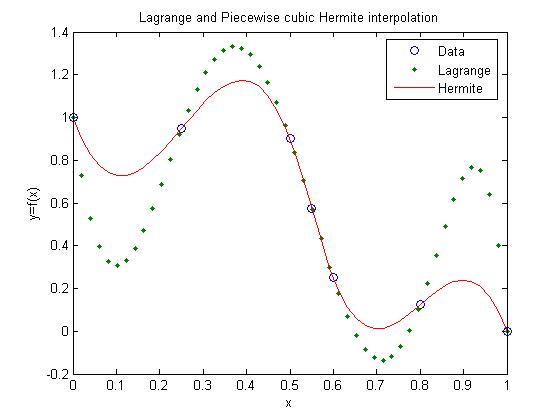 Lagrange and Piecewise cubic Hermite interpolation
1.4
1.2
1
0.8
0.6
0.4
0.2
0
-0.2
y=f(x)
Data
Lagrange
Hermite
0 0.1 0.2 0.3 0.4 0.5 0.6 0.7 0.8 0.9 1
x